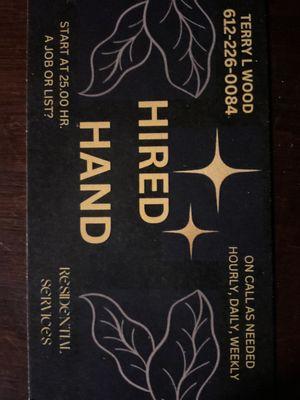 TERRY L WOOD
612-226-0084
ON CALL AS NEEDED
HOURLY, DAILY, WEEKLY
HIRED
HAND
START AT 25.00 HR.
A JOB OR LIST?
RESIDENTIAL
SERVICES